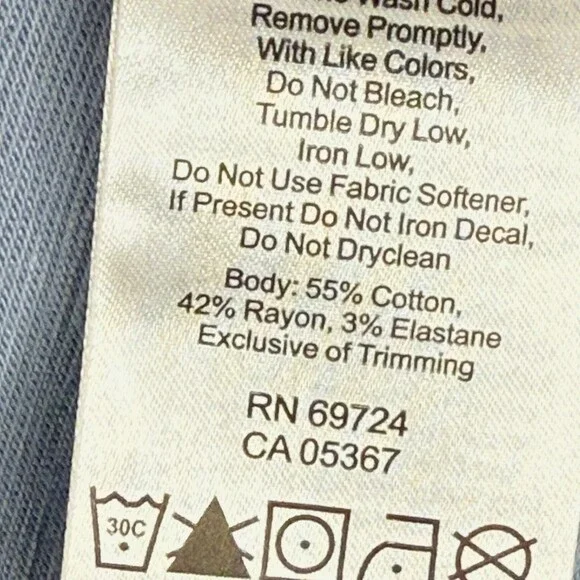 Wash Cold,
Remove Promptly,
With Like Colors,
Do Not Bleach,
Tumble Dry Low,
Iron Low,
Do Not Use Fabric Softener,
If Present Do Not Iron Decal,
Do Not Dryclean
Body: 55% Cotton,
42% Rayon, 3% Elastane
Exclusive of Trimming
RN 69724
CA 05367
30C